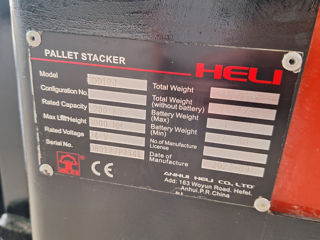 PALLET STACKER
HELI
Model
Configuration No.
Rated Capacity
Max Lift Height
Rated Voltage
Serial No.
Total Weight
Total Weight
(without battery)
Battery Weight
(Max)
Battery Weight
(Min)
No. of Manufacture
License
Date of
Manufacture
ANHUI HELI CO., LTD
Add: 163 Woyun Road, Hefei,
Anhui, P.R. China